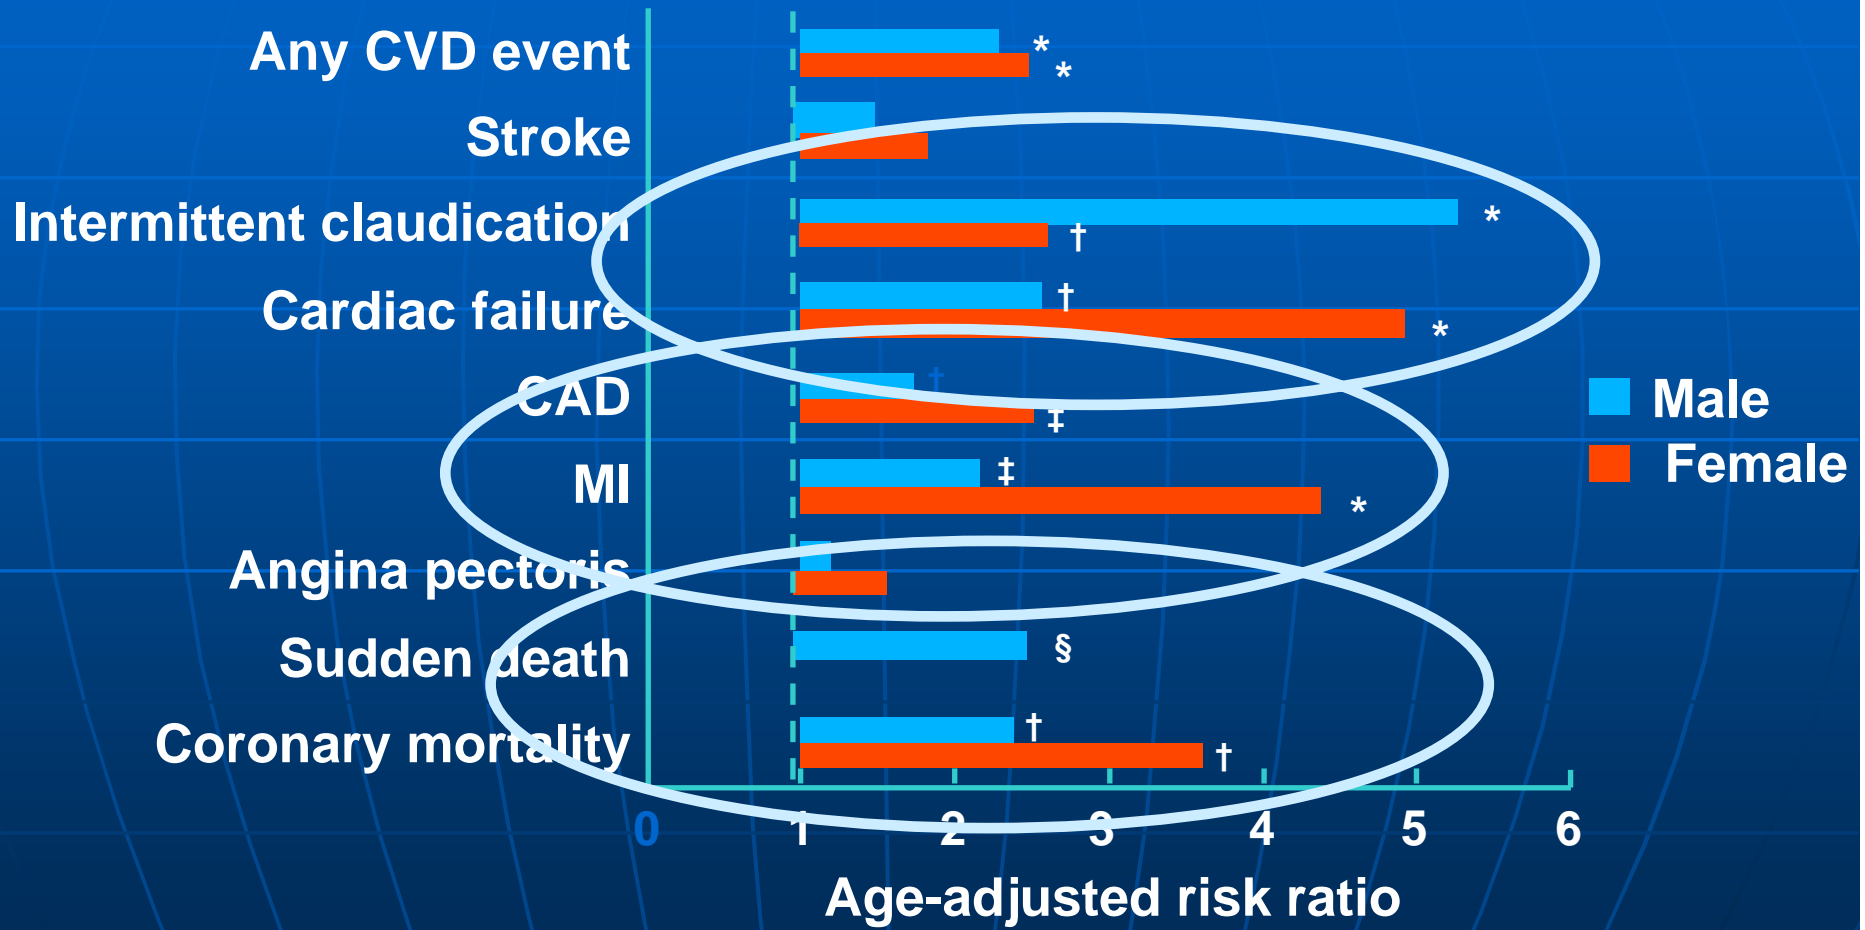 Any CVD event
*
*
Stroke
Intermittent claudication
*
†
Cardiac failure
†
*
CAD
†
‡
MI
‡
*
Angina pectoris
Sudden death
§
Coronary mortality
†
†
Male
Female
0 1 2 3 4 5 6
Age-adjusted risk ratio